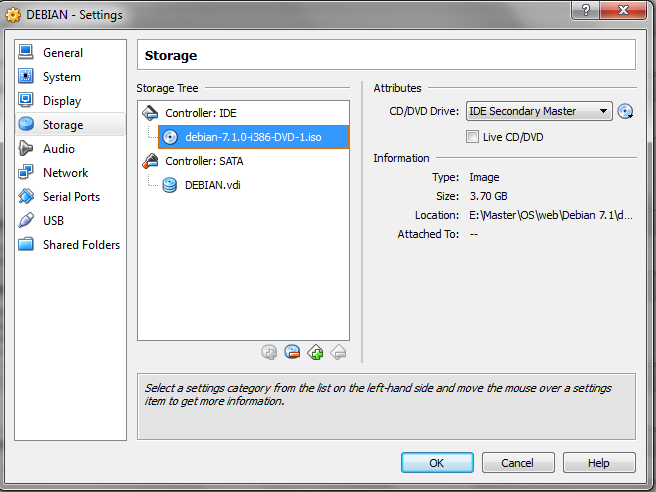 DEBIAN - Settings
?
General
System
Display
Storage
Audio
Network
Serial Ports
USB
Shared Folders
Storage
Storage Tree
Controller: IDE
debian-7.1.0-i386-DVD-1.iso
Controller: SATA
DEBIAN.vdi
Attributes
CD/DVD Drive: IDE Secondary Master
Live CD/DVD
Information
Type: Image
Size: 3.70 GB
Location: E:\Master\OS\web\Debian 7.1\d...
Attached To: --
Select a settings category from the list on the left-hand side and move the mouse over a settings
item to get more information.
OK
Cancel
Help